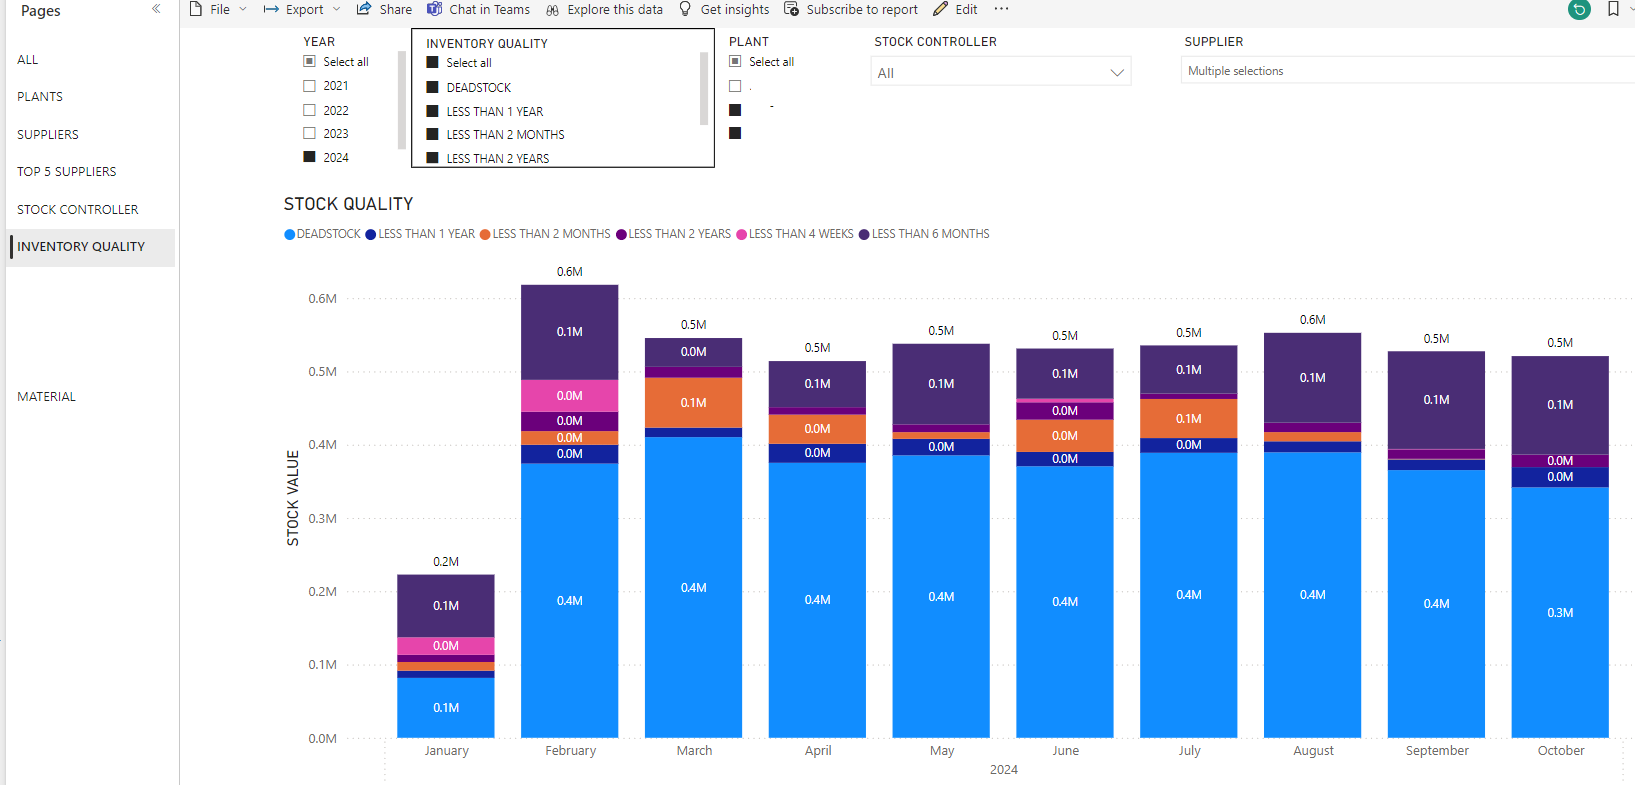 Pages
File Export Share Chat in Teams Explore this data Get insights Subscribe to report Edit ...
ALL
PLANTS
SUPPLIERS
TOP 5 SUPPLIERS
STOCK CONTROLLER
INVENTORY QUALITY
MATERIAL
YEAR
Select all
2021
2022
2023
2024
INVENTORY QUALITY
Select all
DEADSTOCK
LESS THAN 1 YEAR
LESS THAN 2 MONTHS
LESS THAN 2 YEARS
PLANT
Select all
.
-
STOCK CONTROLLER
All
SUPPLIER
Multiple selections
STOCK QUALITY
DEADSTOCK LESS THAN 1 YEAR LESS THAN 2 MONTHS LESS THAN 2 YEARS LESS THAN 4 WEEKS LESS THAN 6 MONTHS
STOCK VALUE
0.6M
0.5M
0.4M
0.3M
0.2M
0.1M
0.0M
0.2M
0.1M
0.0M
0.1M
0.6M
0.1M
0.0M
0.0M
0.0M
0.0M
0.4M
0.5M
0.0M
0.1M
0.4M
0.5M
0.1M
0.0M
0.0M
0.4M
0.5M
0.1M
0.0M
0.4M
0.5M
0.1M
0.0M
0.0M
0.0M
0.4M
0.5M
0.1M
0.1M
0.0M
0.4M
0.6M
0.1M
0.4M
0.5M
0.1M
0.4M
0.5M
0.1M
0.0M
0.0M
0.3M
January February March April May June July August September October
2024